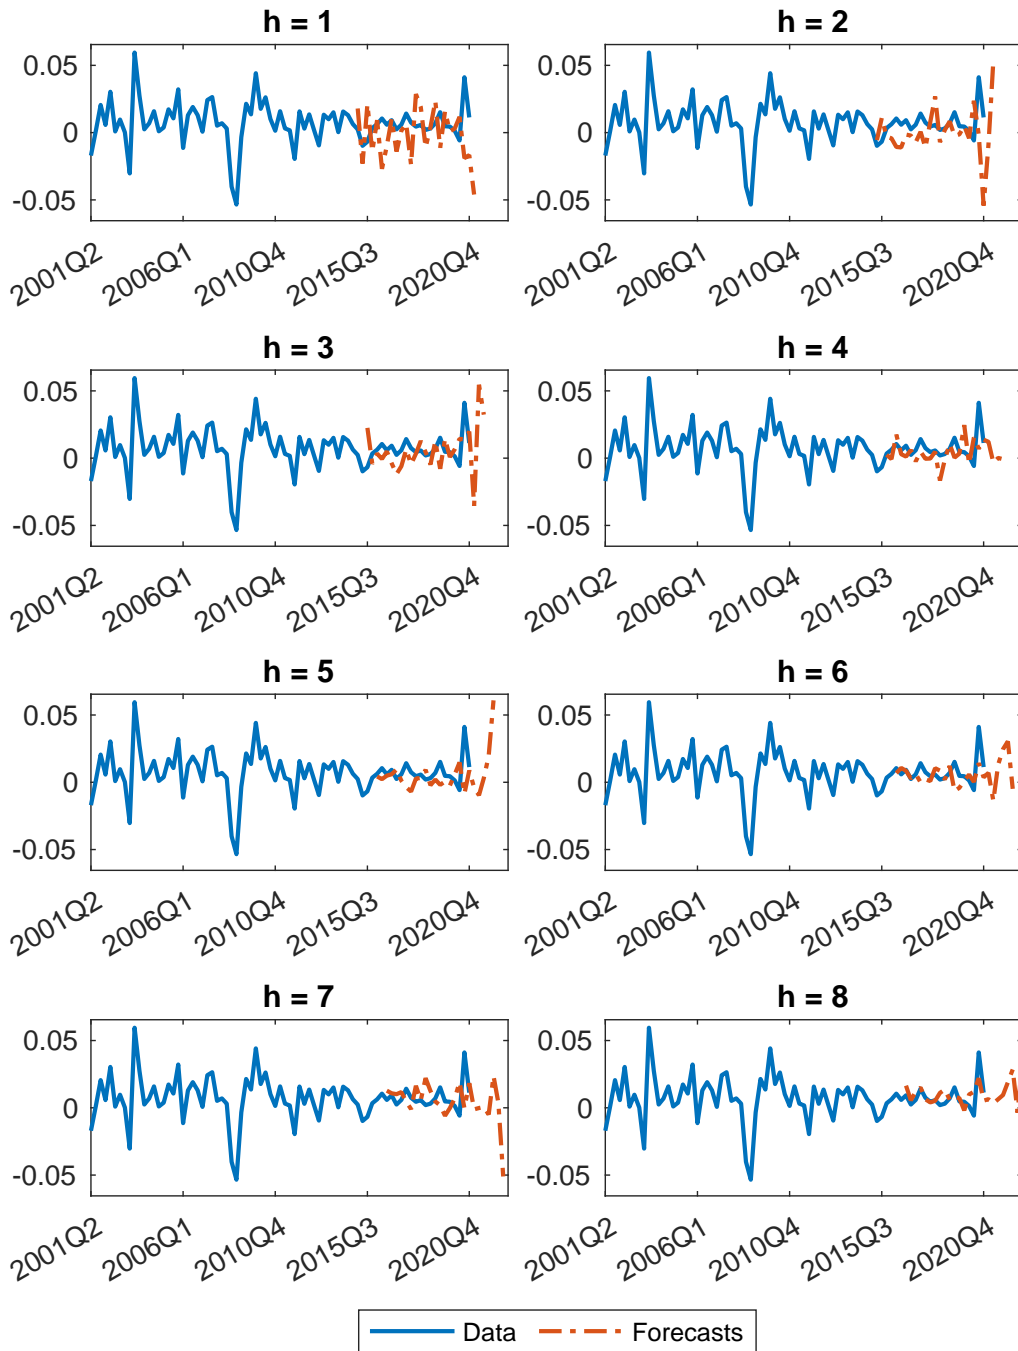 h = 1
h = 2
0.05
0
-0.05
2001Q2
2006Q1
2010Q4
2015Q3
2020Q4
0.05
0
-0.05
2001Q2
2006Q1
2010Q4
2015Q3
2020Q4
h = 3
h = 4
0.05
0
-0.05
2001Q2
2006Q1
2010Q4
2015Q3
2020Q4
0.05
0
-0.05
2001Q2
2006Q1
2010Q4
2015Q3
2020Q4
h = 5
h = 6
0.05
0
-0.05
2001Q2
2006Q1
2010Q4
2015Q3
2020Q4
0.05
0
-0.05
2001Q2
2006Q1
2010Q4
2015Q3
2020Q4
h = 7
h = 8
0.05
0
-0.05
2001Q2
2006Q1
2010Q4
2015Q3
2020Q4
0.05
0
-0.05
2001Q2
2006Q1
2010Q4
2015Q3
2020Q4
Data
Forecasts